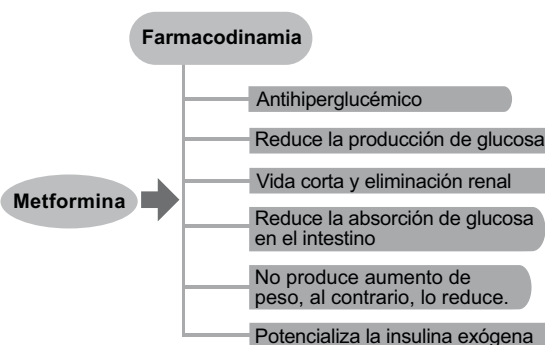 Farmacodinamia
Antihiperglucémico
Reduce la producción de glucosa
Vida corta y eliminación renal
Metformina
Reduce la absorción de glucosa
en el intestino
No produce aumento de
peso, al contrario, lo reduce.
Potencializa la insulina exógena